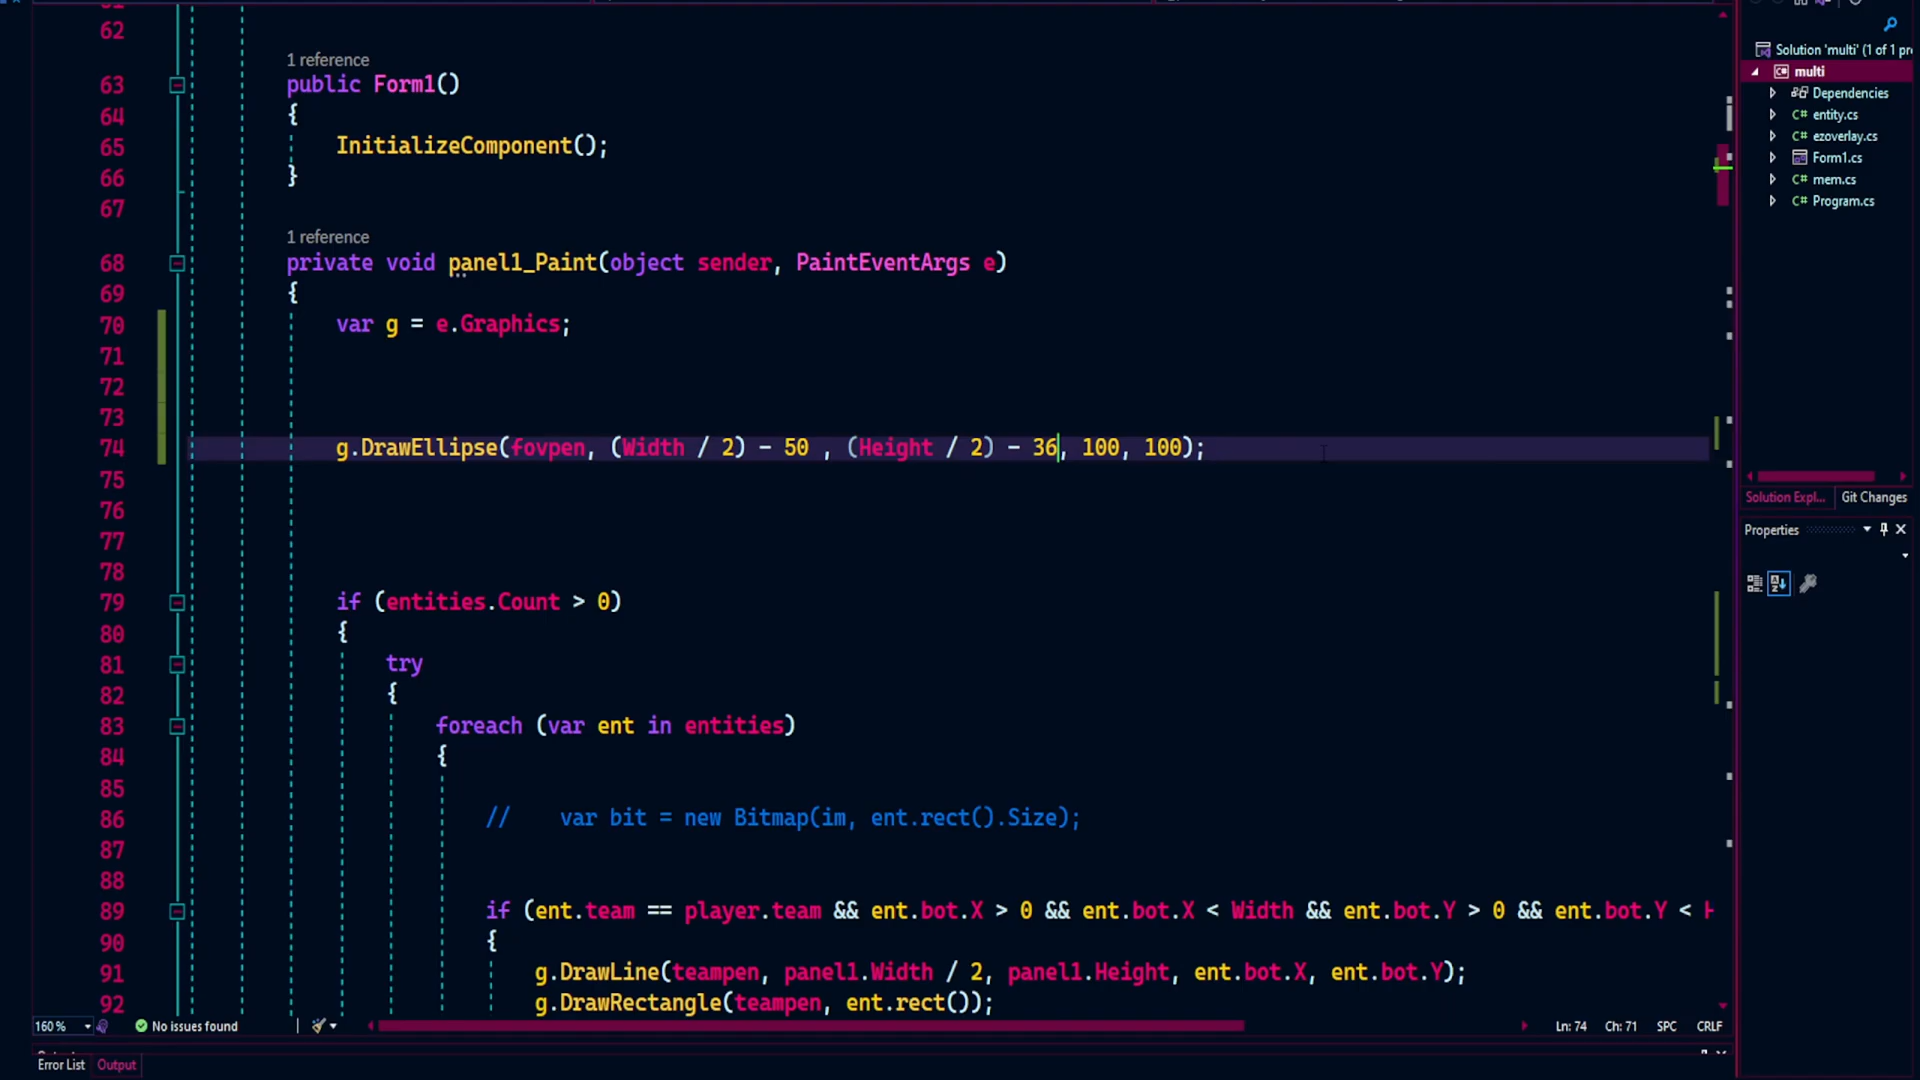 62
1 reference
63 public Form1()
64 {
65 InitializeComponent();
66 }
67
1 reference
68 private void panel1_Paint(object sender, PaintEventArgs e)
69 {
70 var g = e.Graphics;
71
72
73
74 g.DrawEllipse(fovpen, (Width / 2) - 50 , (Height / 2) - 36, 100, 100);
75
76
77
78
79 if (entities.Count > 0)
80 {
81 try
82 {
83 foreach (var ent in entities)
84 {
85
86 // var bit = new Bitmap(im, ent.rect().Size);
87
88
89 if (ent.team == player.team && ent.bot.X > 0 && ent.bot.X < Width && ent.bot.Y > 0 && ent.bot.Y <
90 {
91 g.DrawLine(teampen, panel1.Width / 2, panel1.Height, ent.bot.X, ent.bot.Y);
92 g.DrawRectangle(teampen, ent.rect());
160 %
No issues found
Ln: 74 Ch: 71 SPC CRLF
Error List Output
Solution 'multi' (1 of 1 pr
multi
Dependencies
C# entity.cs
C# ezoverlay.cs
Form1.cs
C# mem.cs
C# Program.cs
Solution Expl... Git Changes
Properties